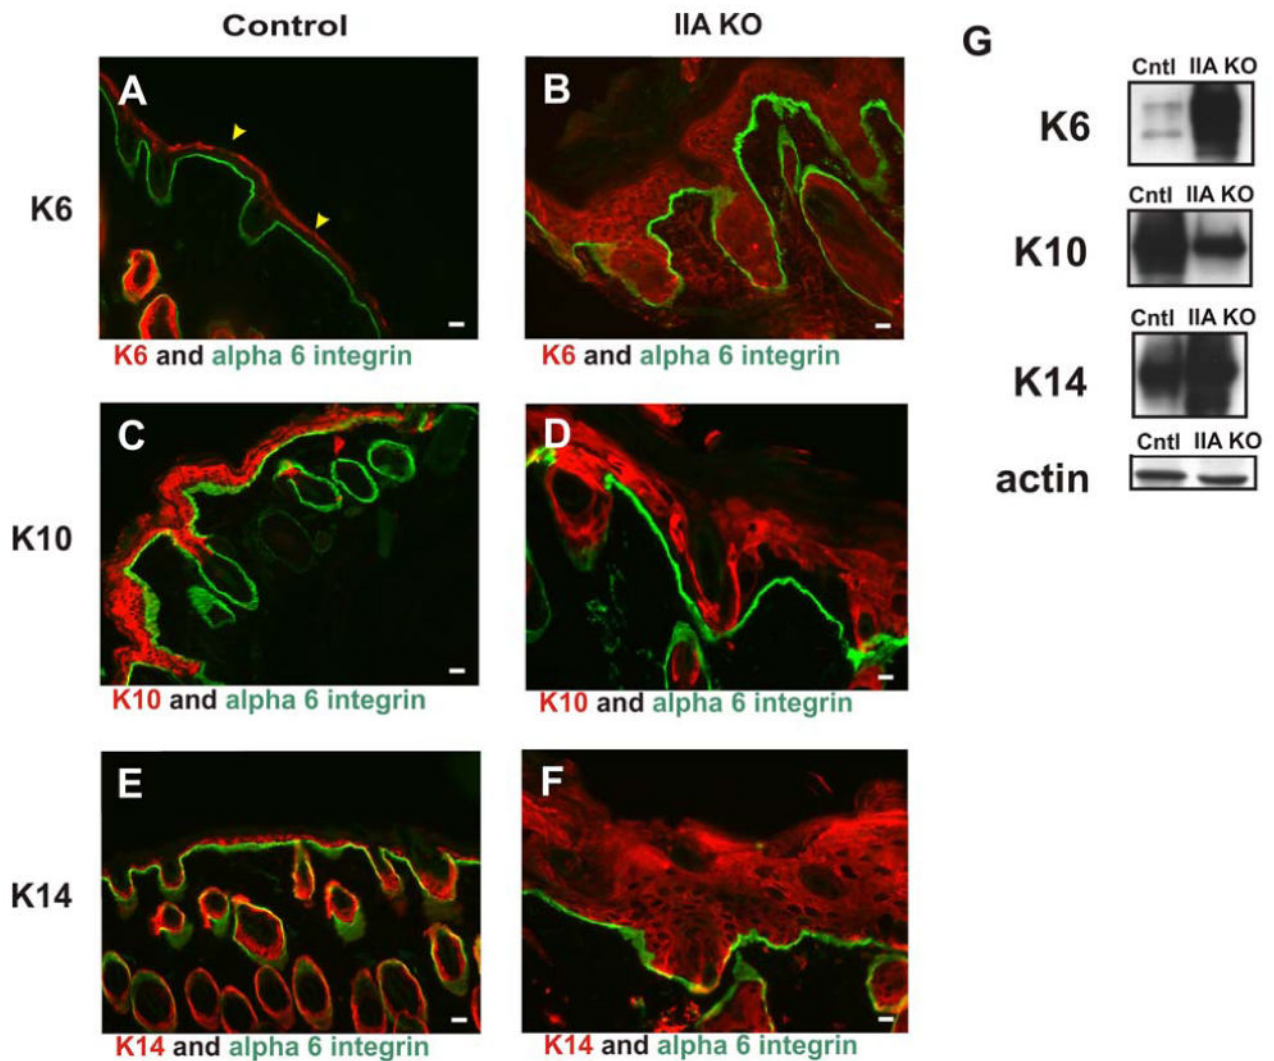 Control
IIA KO
A
B
K6
K6 and alpha 6 integrin
K6 and alpha 6 integrin
C
D
K10
K10 and alpha 6 integrin
K10 and alpha 6 integrin
E
F
K14
K14 and alpha 6 integrin
K14 and alpha 6 integrin
G
Cntl IIA KO
K6
Cntl IIA KO
K10
Cntl IIA KO
K14
Cntl IIA KO
actin